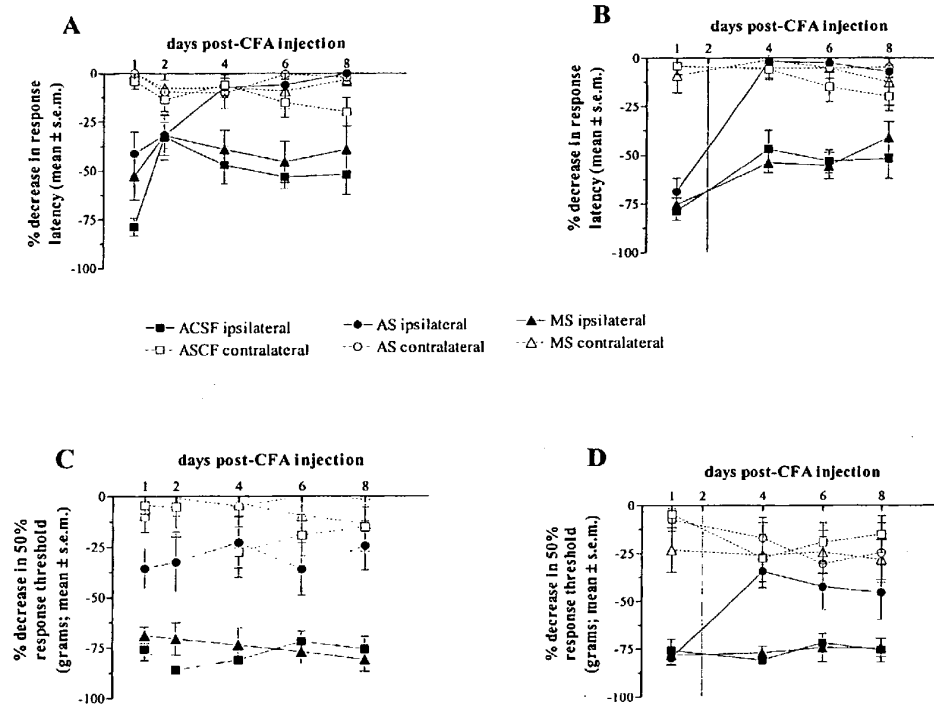 A
days post-CFA injection
1 2 4 6 8
0
-25
-50
-75
-100
% decrease in response
latency (mean ± s.e.m.)
B
days post-CFA injection
1 2 4 6 8
0
-25
-50
-75
-100
% decrease in response
latency (mean ± s.e.m.)
ACSF ipsilateral
AS ipsilateral
MS ipsilateral
ASCF contralateral
AS contralateral
MS contralateral
C
days post-CFA injection
1 2 4 6 8
0
-25
-50
-75
-100
% decrease in 50%
response threshold
(grams; mean ± s.e.m.)
D
days post-CFA injection
1 2 4 6 8
0
-25
-50
-75
-100
% decrease in 50%
response threshold
(grams; mean ± s.e.m.)